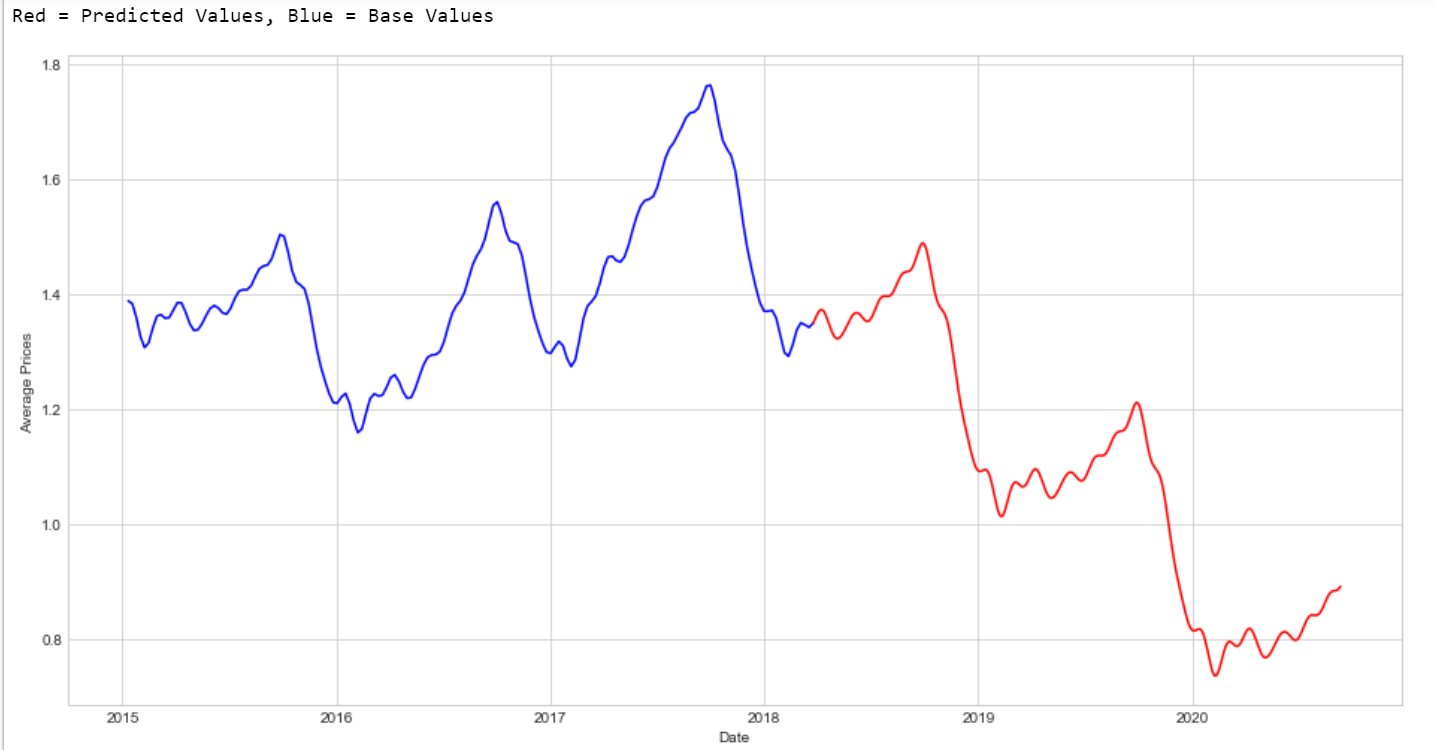 Red = Predicted Values, Blue = Base Values
1.8
1.6
1.4
1.2
1.0
0.8
Average Prices
2015 2016 2017 2018 2019 2020
Date